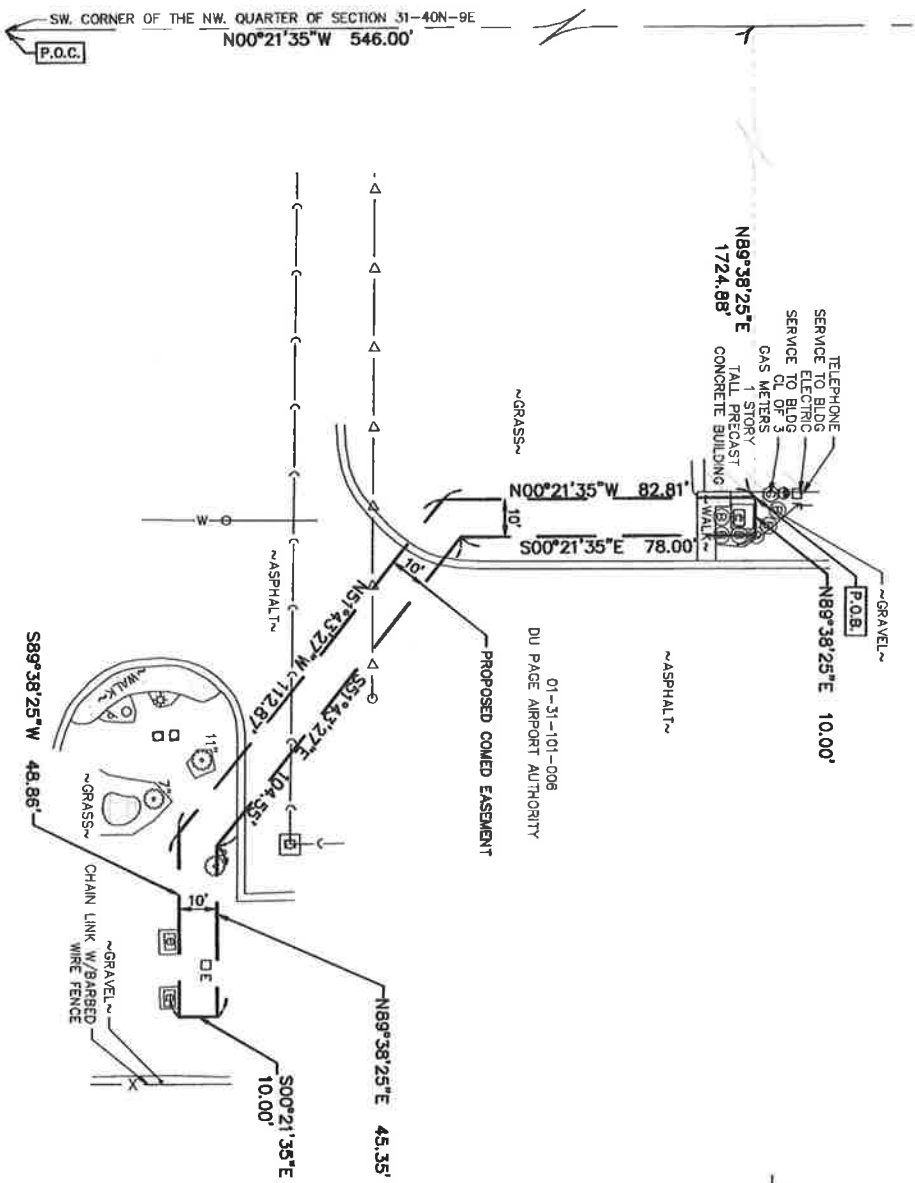 SW. CORNER OF THE NW. QUARTER OF SECTION 31-40N-9E
N00°21'35"W 546.00'
P.O.C.
N89°38'25"E
1724.88'
TELEPHONE
SERVICE TO BLDG
ELECTRIC
SERVICE TO BLDG
CL OF 3
GAS METERS
1 STORY
TALL PRECAST
CONCRETE BUILDING
~GRAVEL~
P.O.B.
N89°38'25"E 10.00'
~GRASS~
N00°21'35"W 82.81'
10'
S00°21'35"E 78.00'
~WALK~
E
B
~ASPHALT~
01-31-101-006
DU PAGE AIRPORT AUTHORITY
PROPOSED COMED EASEMENT
W
~ASPHALT~
10'
N51°43'27"W 112.87'
S51°43'27"E 104.55'
~WALK~
11"
7"
~GRASS~
S89°38'25"W 48.86'
10'
E
E
E
N89°38'25"E 45.35'
S00°21'35"E
10.00'
~GRAVEL~
CHAIN LINK W/BARBED
WIRE FENCE
X